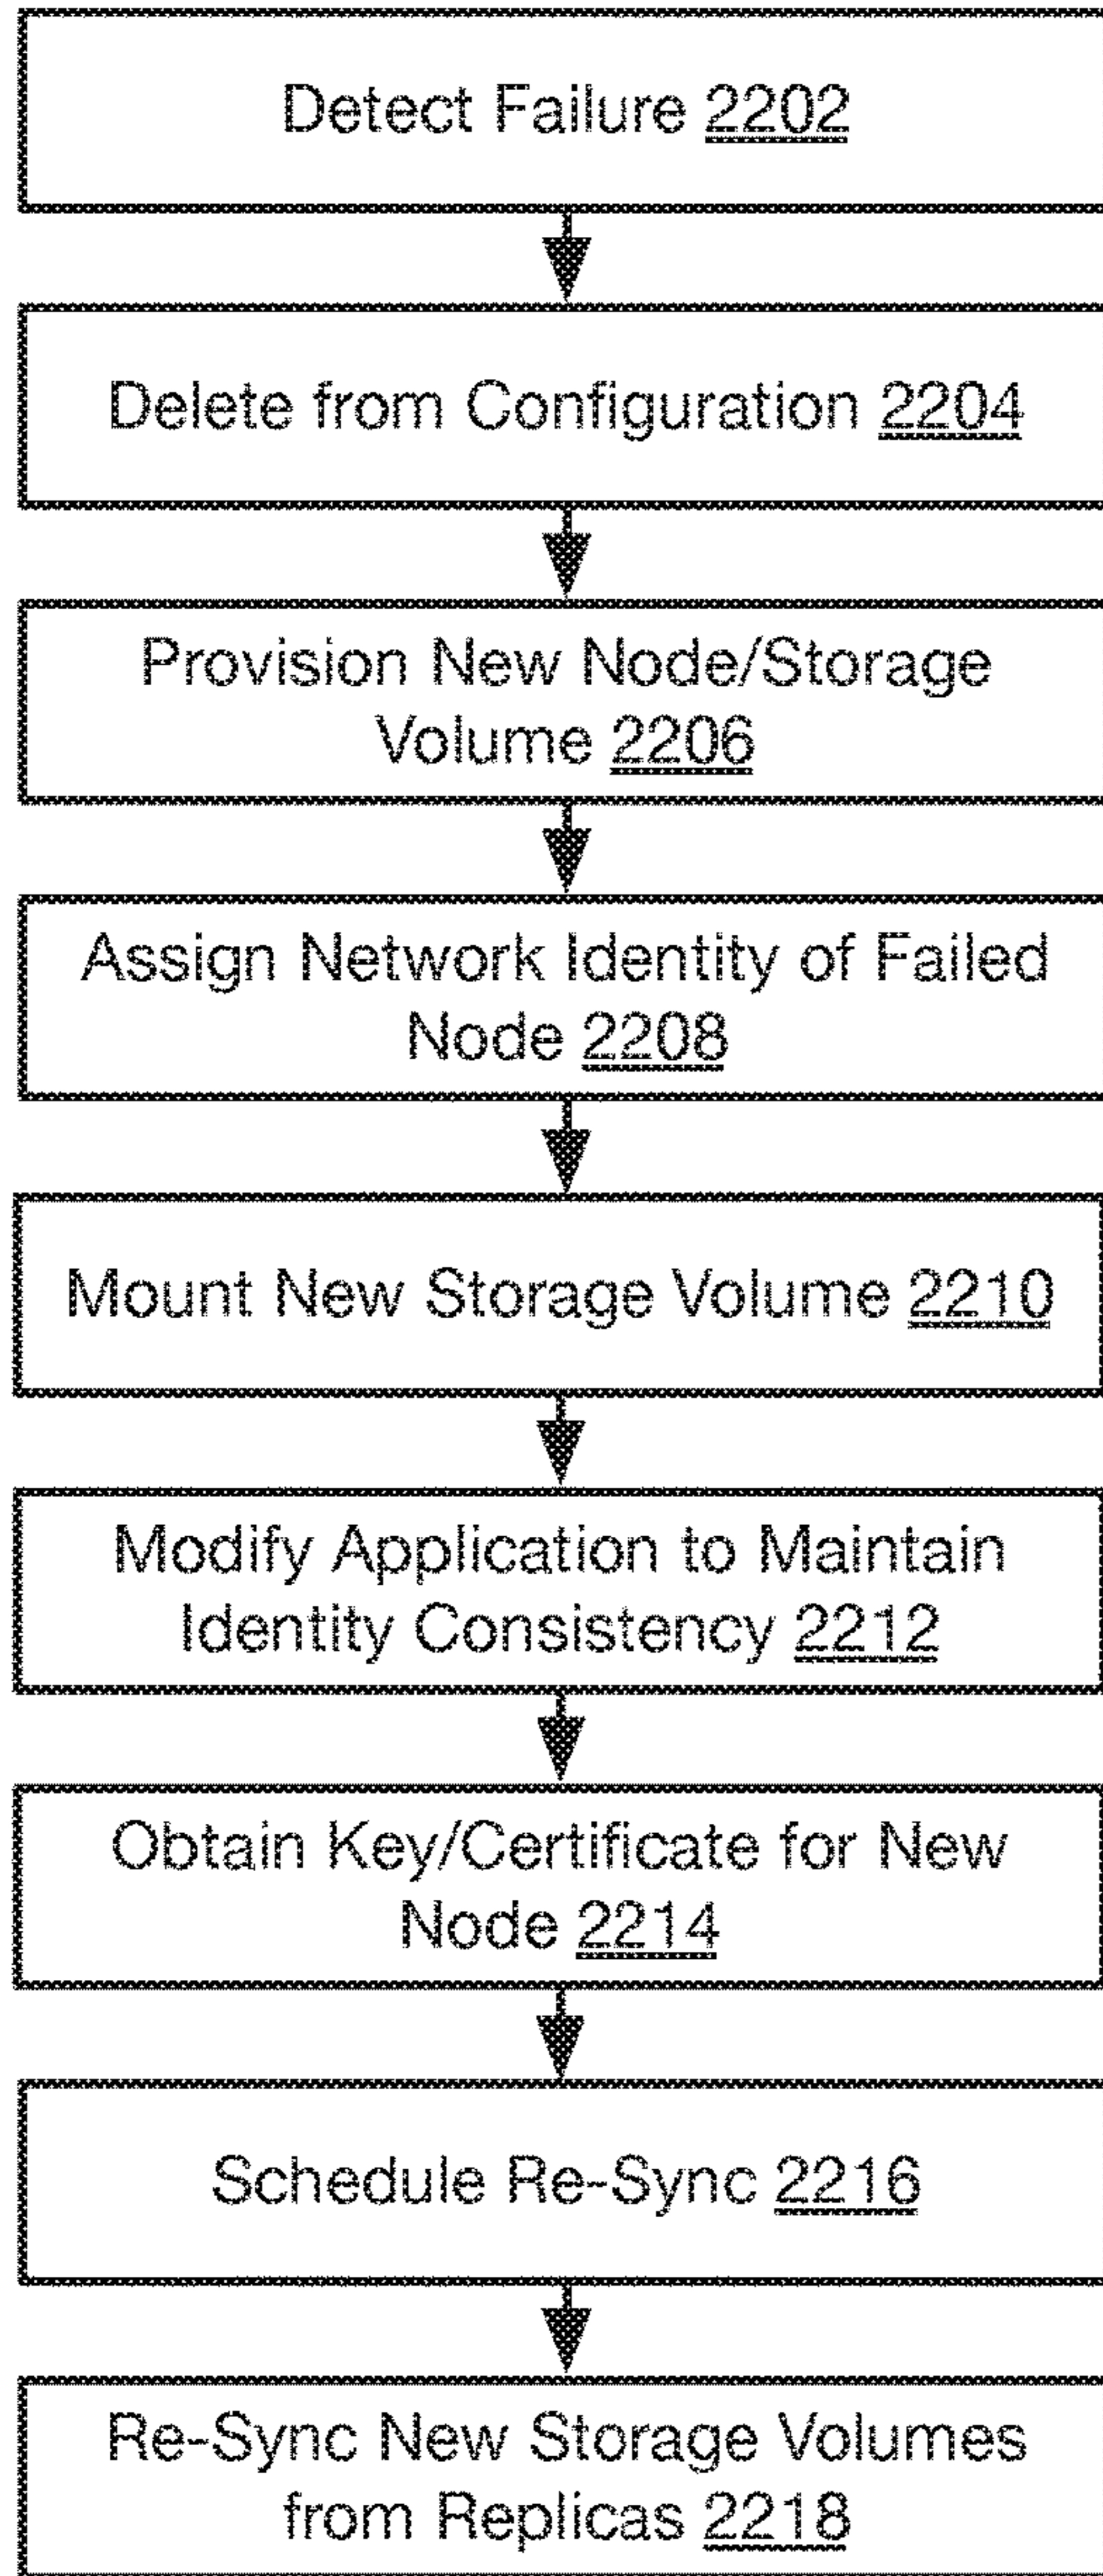 Detect Failure 2202
Delete from Configuration 2204
Provision New Node/Storage
Volume 2206
Assign Network Identity of Failed
Node 2208
Mount New Storage Volume 2210
Modify Application to Maintain
Identity Consistency 2212
Obtain Key/Certificate for New
Node 2214
Schedule Re-Sync 2216
Re-Sync New Storage Volumes
from Replicas 2218